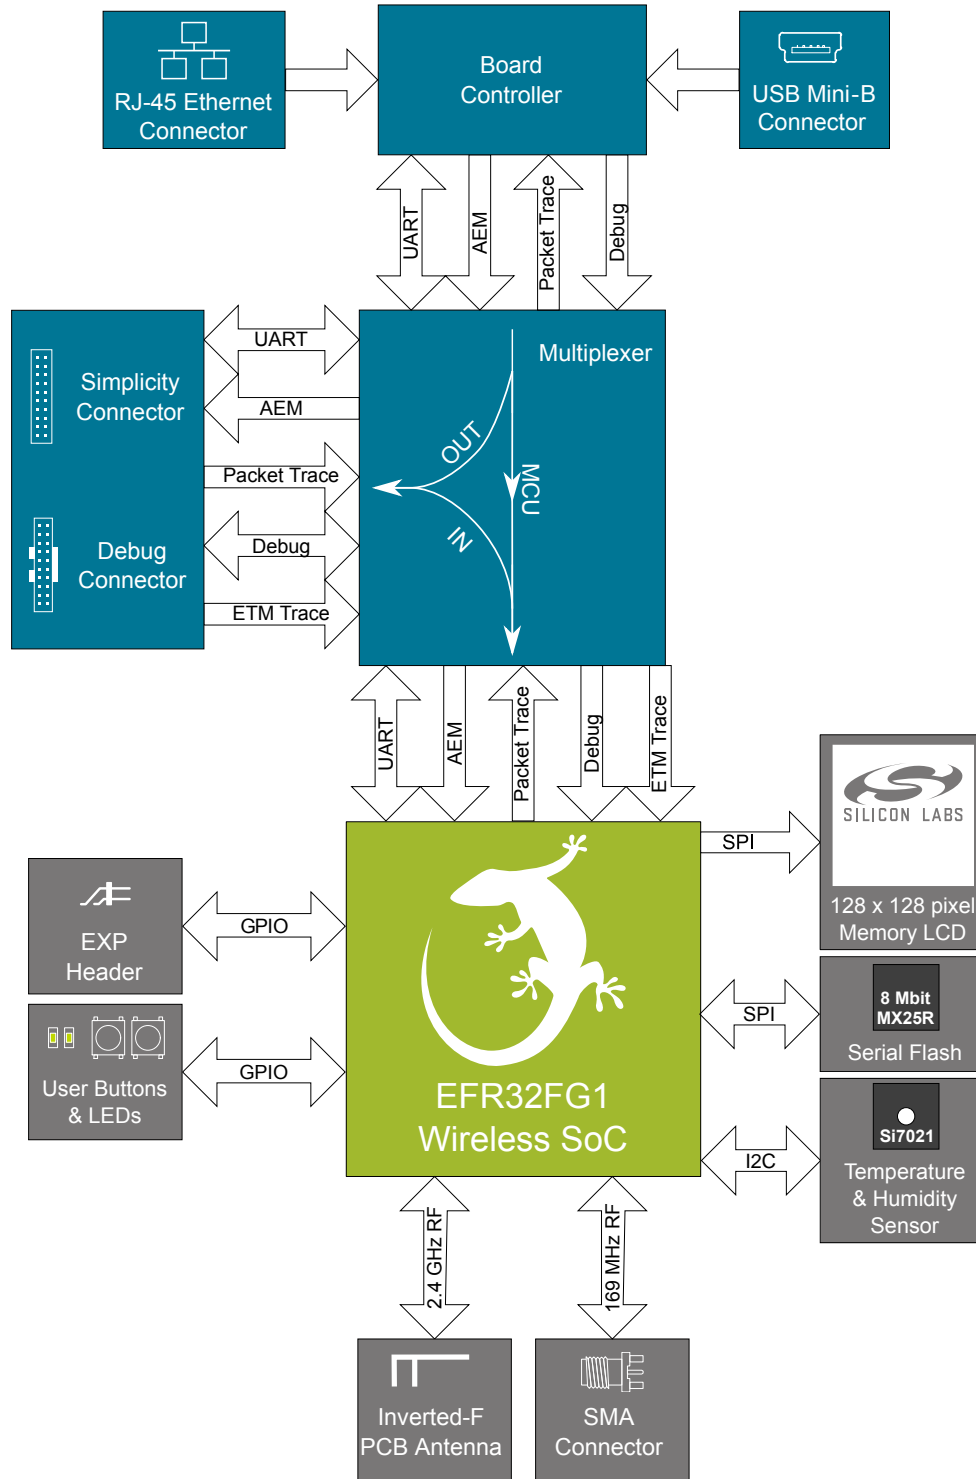 RJ-45 Ethernet
Connector
Board
Controller
USB Mini-B
Connector
UART
AEM
Packet Trace
Debug
Simplicity
Connector
Debug
Connector
UART
AEM
Packet Trace
Debug
ETM Trace
Multiplexer
OUT
IN
MCU
UART
AEM
Packet Trace
Debug
ETM Trace
EXP
Header
GPIO
User Buttons
& LEDs
GPIO
EFR32FG1
Wireless SoC
SPI
SILICON LABS
128 x 128 pixel
Memory LCD
SPI
8 Mbit
MX25R
Serial Flash
I2C
Si7021
Temperature
& Humidity
Sensor
2.4 GHz RF
169 MHz RF
Inverted-F
PCB Antenna
SMA
Connector